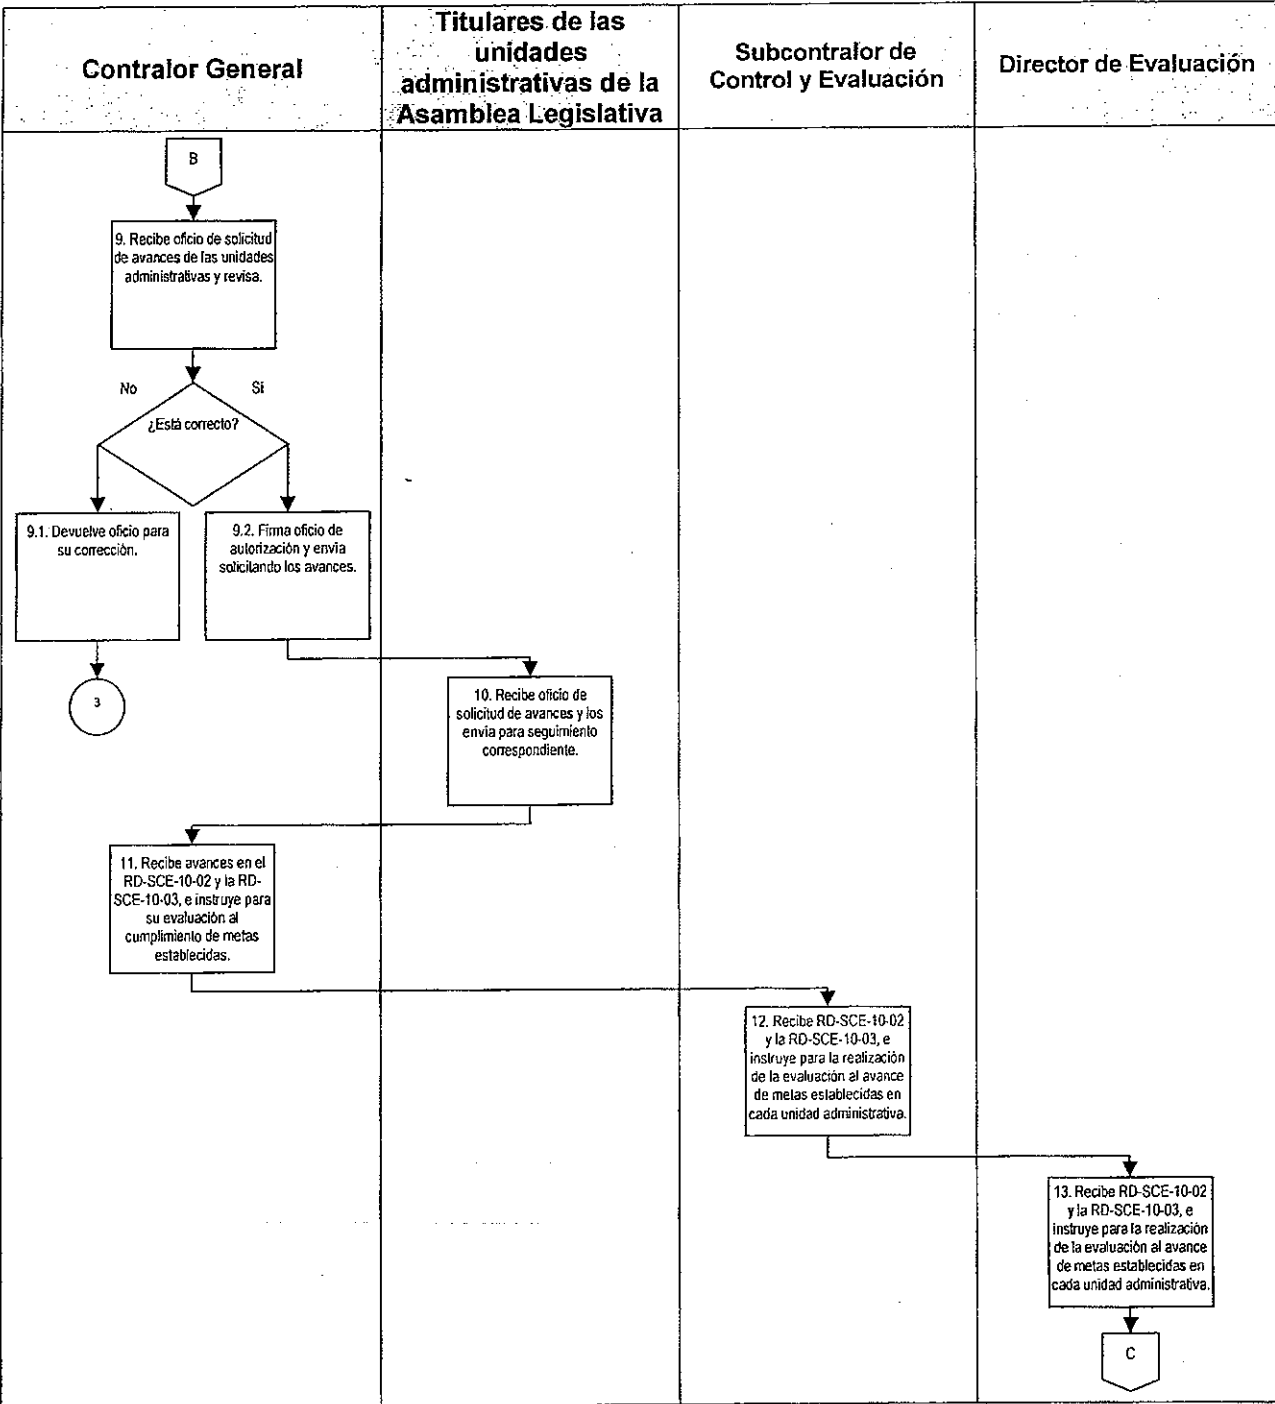 Contralor General
Titulares de las
unidades
administrativas de la
Asamblea Legislativa
Subcontralor de
Control y Evaluación
Director de Evaluación
B
9. Recibe oficio de solicitud
de avances de las unidades
administrativas y revisa.
No
Si
¿Está correcto?
9.1. Devuelve oficio para
su corrección.
9.2. Firma oficio de
autorización y envia
solicitando los avances.
3
10. Recibe oficio de
solicitud de avances y los
envia para seguimiento
correspondiente.
11. Recibe avances en el
RD-SCE-10-02 y la RD-
SCE-10-03, e instruye para
su evaluación al
cumplimiento de metas
establecidas.
12. Recibe RD-SCE-10-02
y la RD-SCE-10-03, e
instruye para la realización
de la evaluación al avance
de metas establecidas en
cada unidad administrativa.
13. Recibe RD-SCE-10-02
y la RD-SCE-10-03, e
instruye para la realización
de la evaluación al avance
de metas establecidas en
cada unidad administrativa.
C